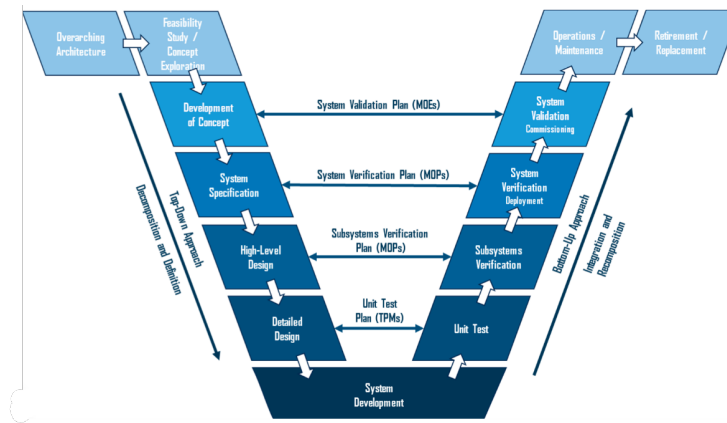 Overarching
Architecture
Feasibility
Study /
Concept
Exploration
Operations /
Maintenance
Retirement /
Replacement
Development
of Concept
System Validation Plan (MOEs)
System
Validation
Commissioning
System
Specification
System Verification Plan (MOPs)
System
Verification
Deployment
High-Level
Design
Subsystems Verification
Plan (MOPs)
Subsystems
Verification
Detailed
Design
Unit Test
Plan (TPMs)
Unit Test
System
Development
Top-Down Approach
Decomposition and Definition
Bottom-Up Approach
Integration and
Recomposition